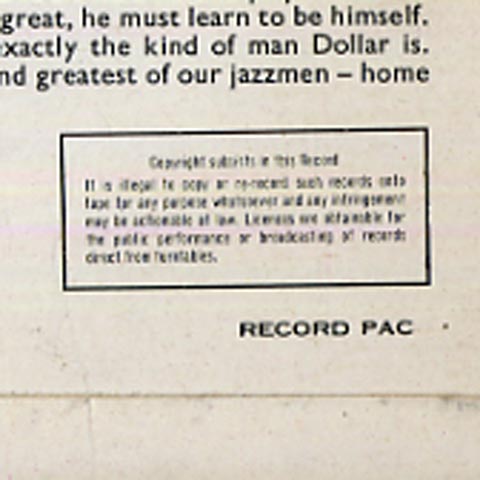 great, he must learn to be himself.
exactly the kind of man Dollar is.
nd greatest of our jazzmen – home
Copyright subsists in this Record
It is illegal to copy or re-record such records onto
tape for any purpose whatsoever and any infringement
may be actionable at law. Licences are obtainable for
the public performance or broadcasting of records
direct from turntables.
RECORD PAC